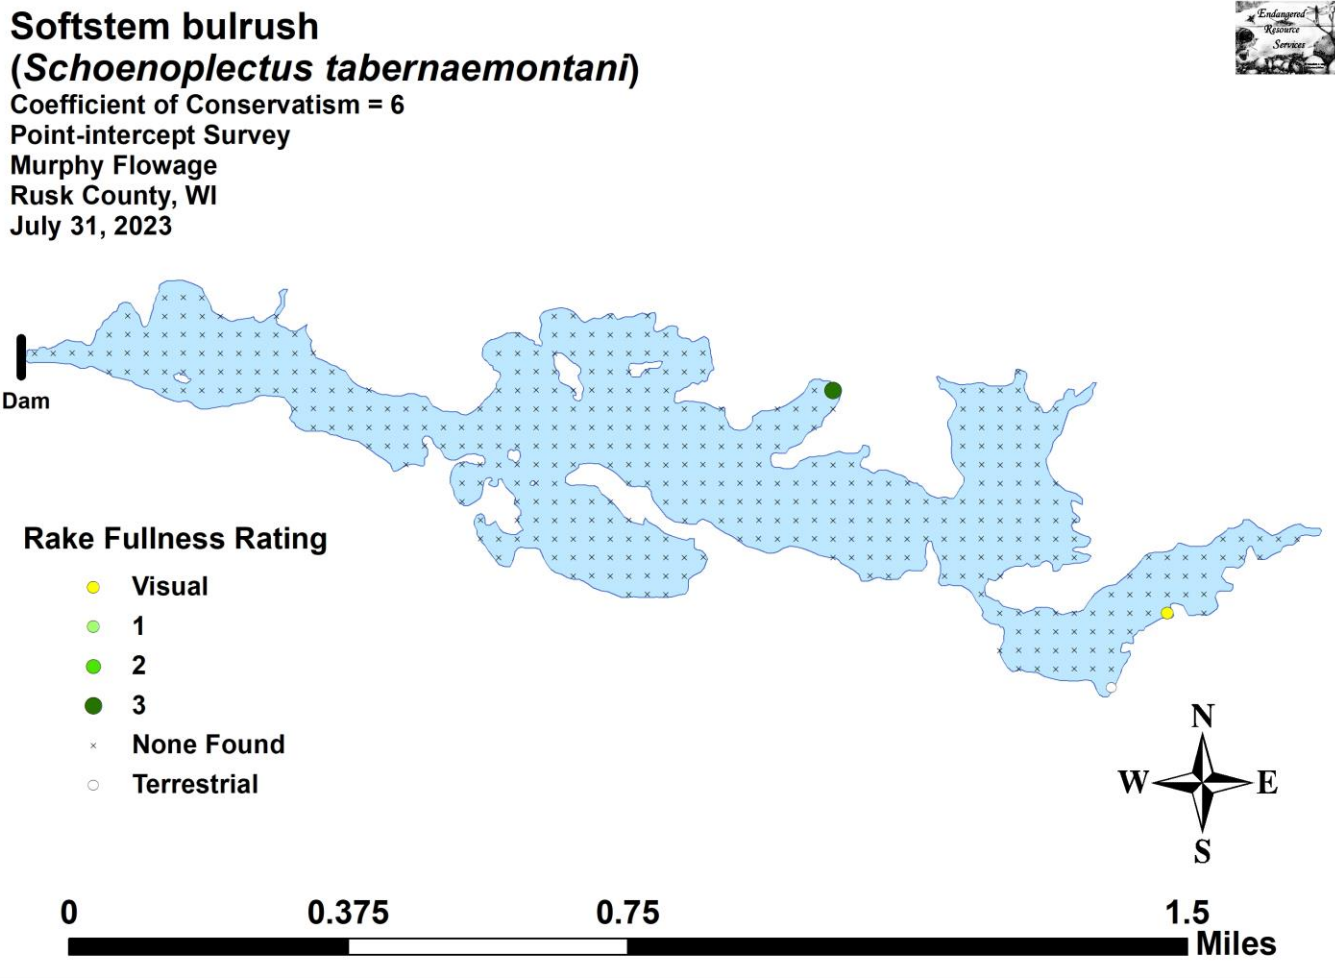 Softstem bulrush
(Schoenoplectus tabernaemontani)
Coefficient of Conservatism = 6
Point-intercept Survey
Murphy Flowage
Rusk County, WI
July 31, 2023
Endangered
Resource
Services
Dam
Rake Fullness Rating
Visual
1
2
3
None Found
Terrestrial
N
W E
S
0 0.375 0.75 1.5
Miles